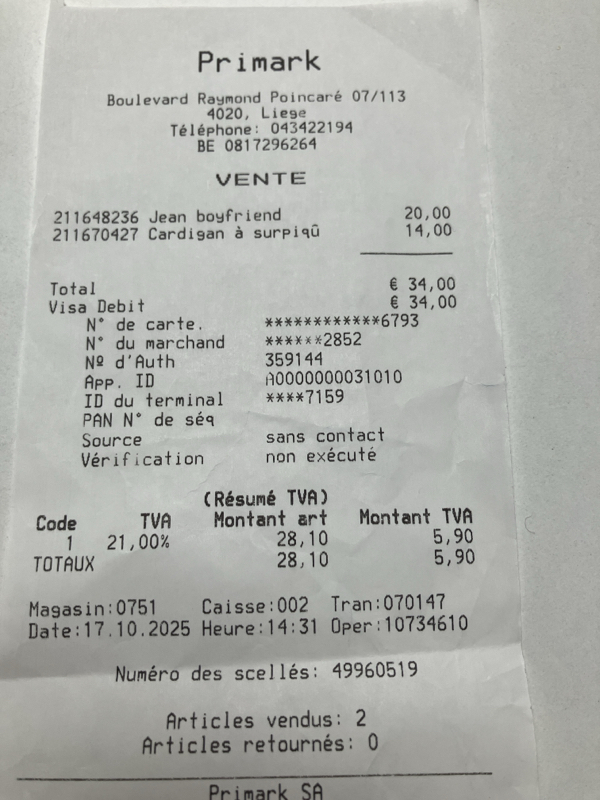 Primark
Boulevard Raymond Poincaré 07/113
4020, Liege
Téléphone: 043422194
BE 0817296264
VENTE
211648236 Jean boyfriend 20,00
211670427 Cardigan à surpiqû 14,00
Total € 34,00
Visa Debit € 34,00
N° de carte. ************6793
N° du marchand ******2852
Nº d'Auth 359144
App. ID A0000000031010
ID du terminal ****7159
PAN N° de séq
Source sans contact
Vérification non exécuté
(Résumé TVA)
Code TVA Montant art Montant TVA
1 21,00% 28,10 5,90
TOTAUX 28,10 5,90
Magasin:0751 Caisse:002 Tran:070147
Date:17.10.2025 Heure:14:31 Oper:10734610
Numéro des scellés: 49960519
Articles vendus: 2
Articles retournés: 0
Primark SA